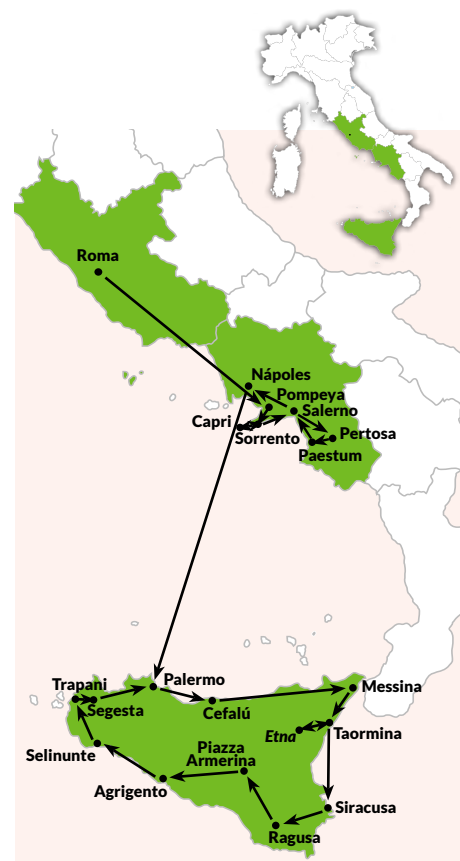 Roma
Nápoles
Pompeya
Salerno
Capri
Sorrento
Pertosa
Paestum
Palermo
Trapani
Segesta
Cefalú
Messina
Taormina
Etna
Selinunte
Piazza
Armerina
Agrigento
Siracusa
Ragusa